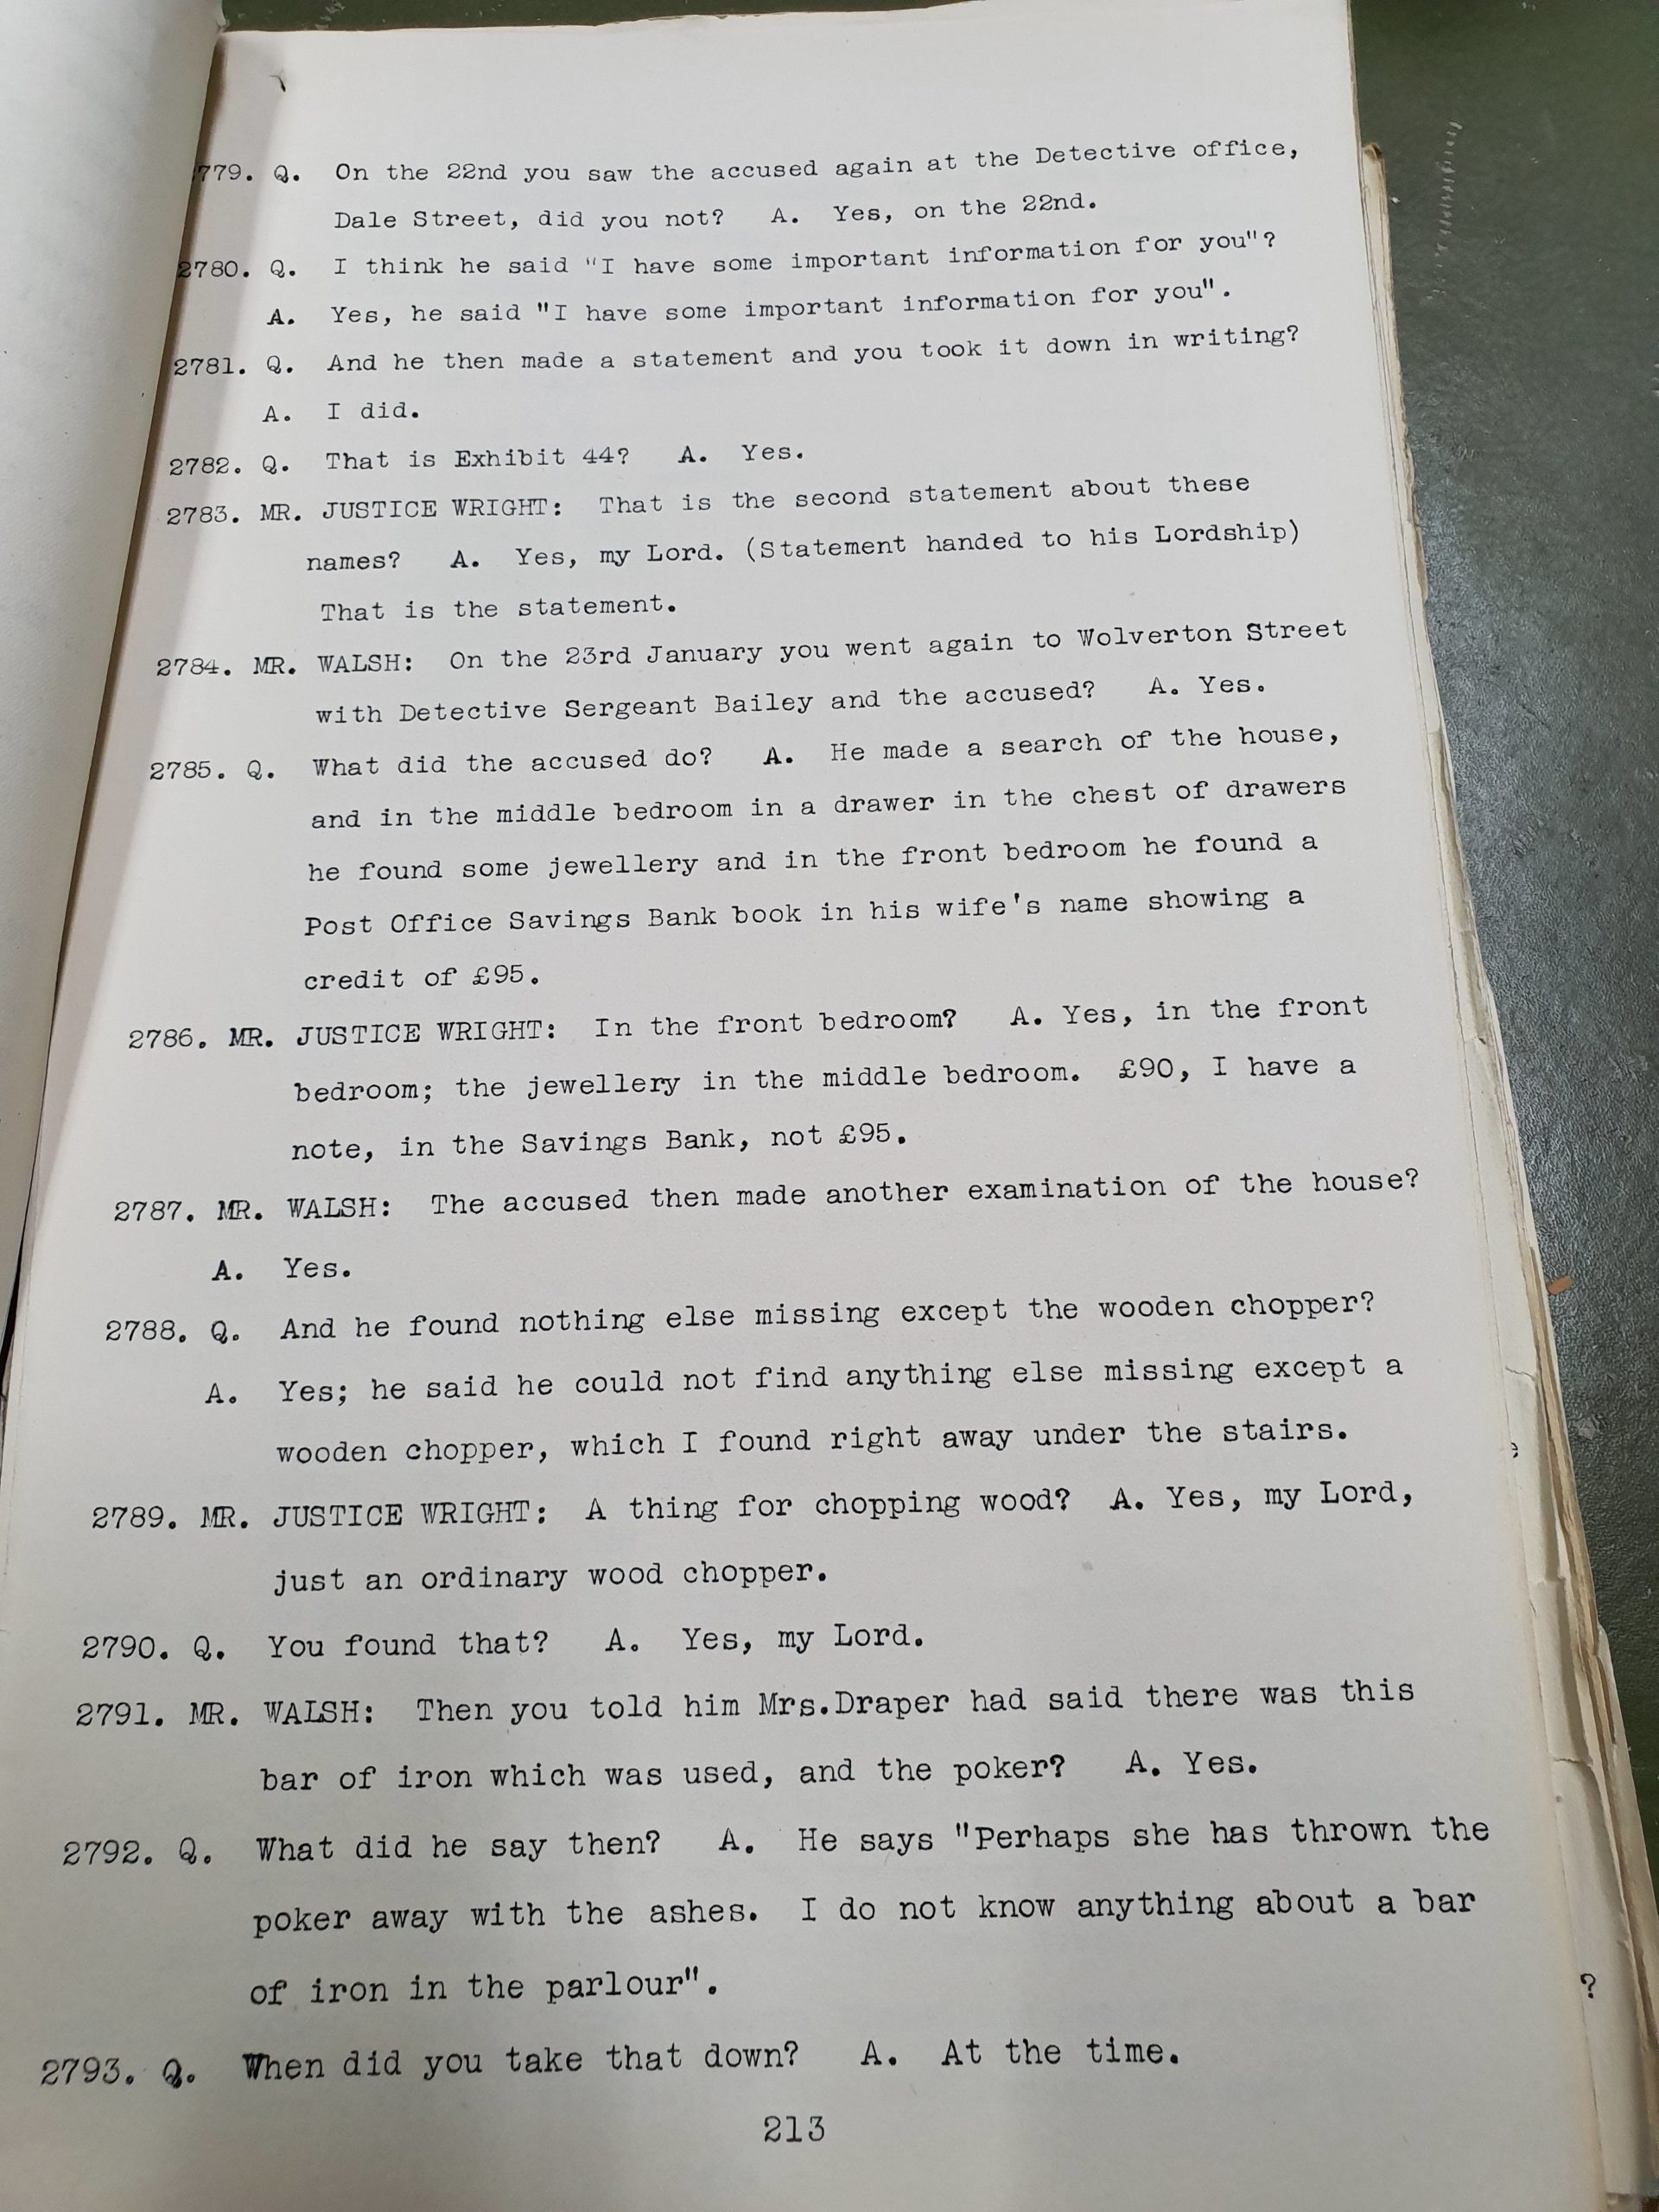 779. Q. On the 22nd you saw the accused again at the Detective office,
Dale Street, did you not? A. Yes, on the 22nd.
2780. Q. I think he said "I have some important information for you"?
A. Yes, he said "I have some important information for you".
2781. Q. And he then made a statement and you took it down in writing?
A. I did.
2782. Q. That is Exhibit 44? A. Yes.
2783. MR. JUSTICE WRIGHT: That is the second statement about these
names? A. Yes, my Lord. (Statement handed to his Lordship)
That is the statement.
2784. MR. WALSH: On the 23rd January you went again to Wolverton Street
with Detective Sergeant Bailey and the accused? A. Yes.
2785. Q. What did the accused do? A. He made a search of the house,
and in the middle bedroom in a drawer in the chest of drawers
he found some jewellery and in the front bedroom he found a
Post Office Savings Bank book in his wife's name showing a
credit of £95.
2786. MR. JUSTICE WRIGHT: In the front bedroom? A. Yes, in the front
bedroom; the jewellery in the middle bedroom. £90, I have a
note, in the Savings Bank, not £95.
2787. MR. WALSH: The accused then made another examination of the house?
A. Yes.
2788. Q. And he found nothing else missing except the wooden chopper?
A. Yes; he said he could not find anything else missing except a
wooden chopper, which I found right away under the stairs.
2789. MR. JUSTICE WRIGHT: A thing for chopping wood? A. Yes, my Lord,
just an ordinary wood chopper.
2790. Q. You found that? A. Yes, my Lord.
2791. MR. WALSH: Then you told him Mrs.Draper had said there was this
bar of iron which was used, and the poker? A. Yes.
2792. Q. What did he say then? A. He says "Perhaps she has thrown the
poker away with the ashes. I do not know anything about a bar
of iron in the parlour".
?
2793. Q. When did you take that down? A. At the time.
213